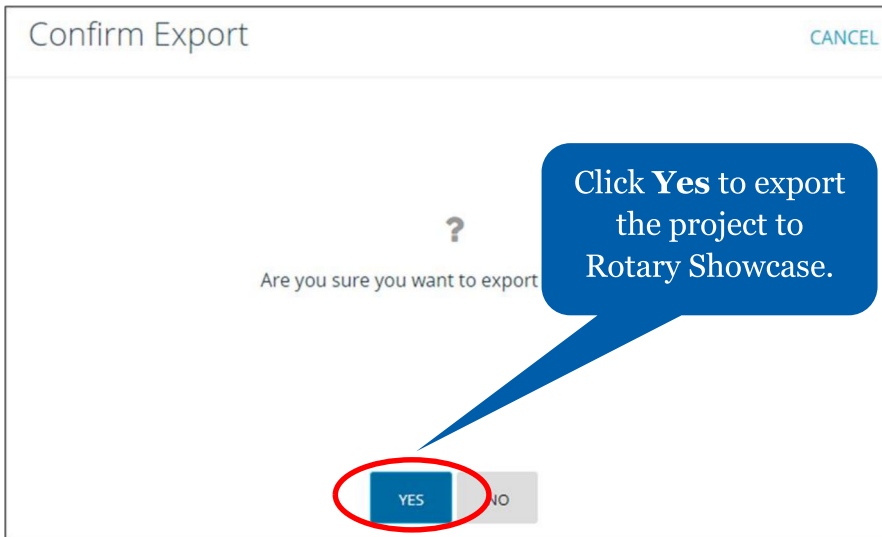 Confirm Export
CANCEL
Click Yes to export
the project to
Rotary Showcase.
?
Are you sure you want to export
YES
NO